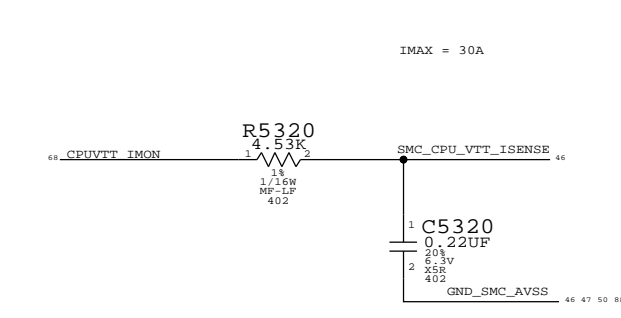 IMAX = 30A
R5320
4.53K
68 CPUVTT_IMON 1 2 SMC_CPU_VTT_ISENSE 46
1%
1/16W
MF-LF
402
1 C5320
0.22UF
20%
6.3V
2 X5R
402
GND_SMC_AVSS 46 47 50